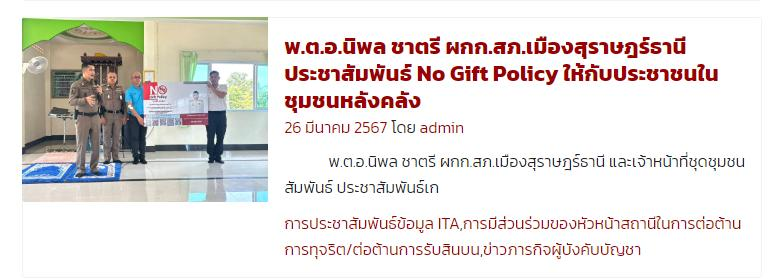 พ.ต.อ.นิพล ชาตรี ผกก.สภ.เมืองสุราษฎร์ธานี
ประชาสัมพันธ์ No Gift Policy ให้กับประชาชนใน
ชุมชนหลังคลัง
26 มีนาคม 2567 โดย admin
พ.ต.อ.นิพล ชาตรี ผกก.สภ.เมืองสุราษฎร์ธานี และเจ้าหน้าที่ชุดชุมชน
สัมพันธ์ ประชาสัมพันธ์เก
การประชาสัมพันธ์ข้อมูล ITA,การมีส่วนร่วมของหัวหน้าสถานีในการต่อต้าน
การทุจริต/ต่อต้านการรับสินบน,ข่าวภารกิจผู้บังคับบัญชา